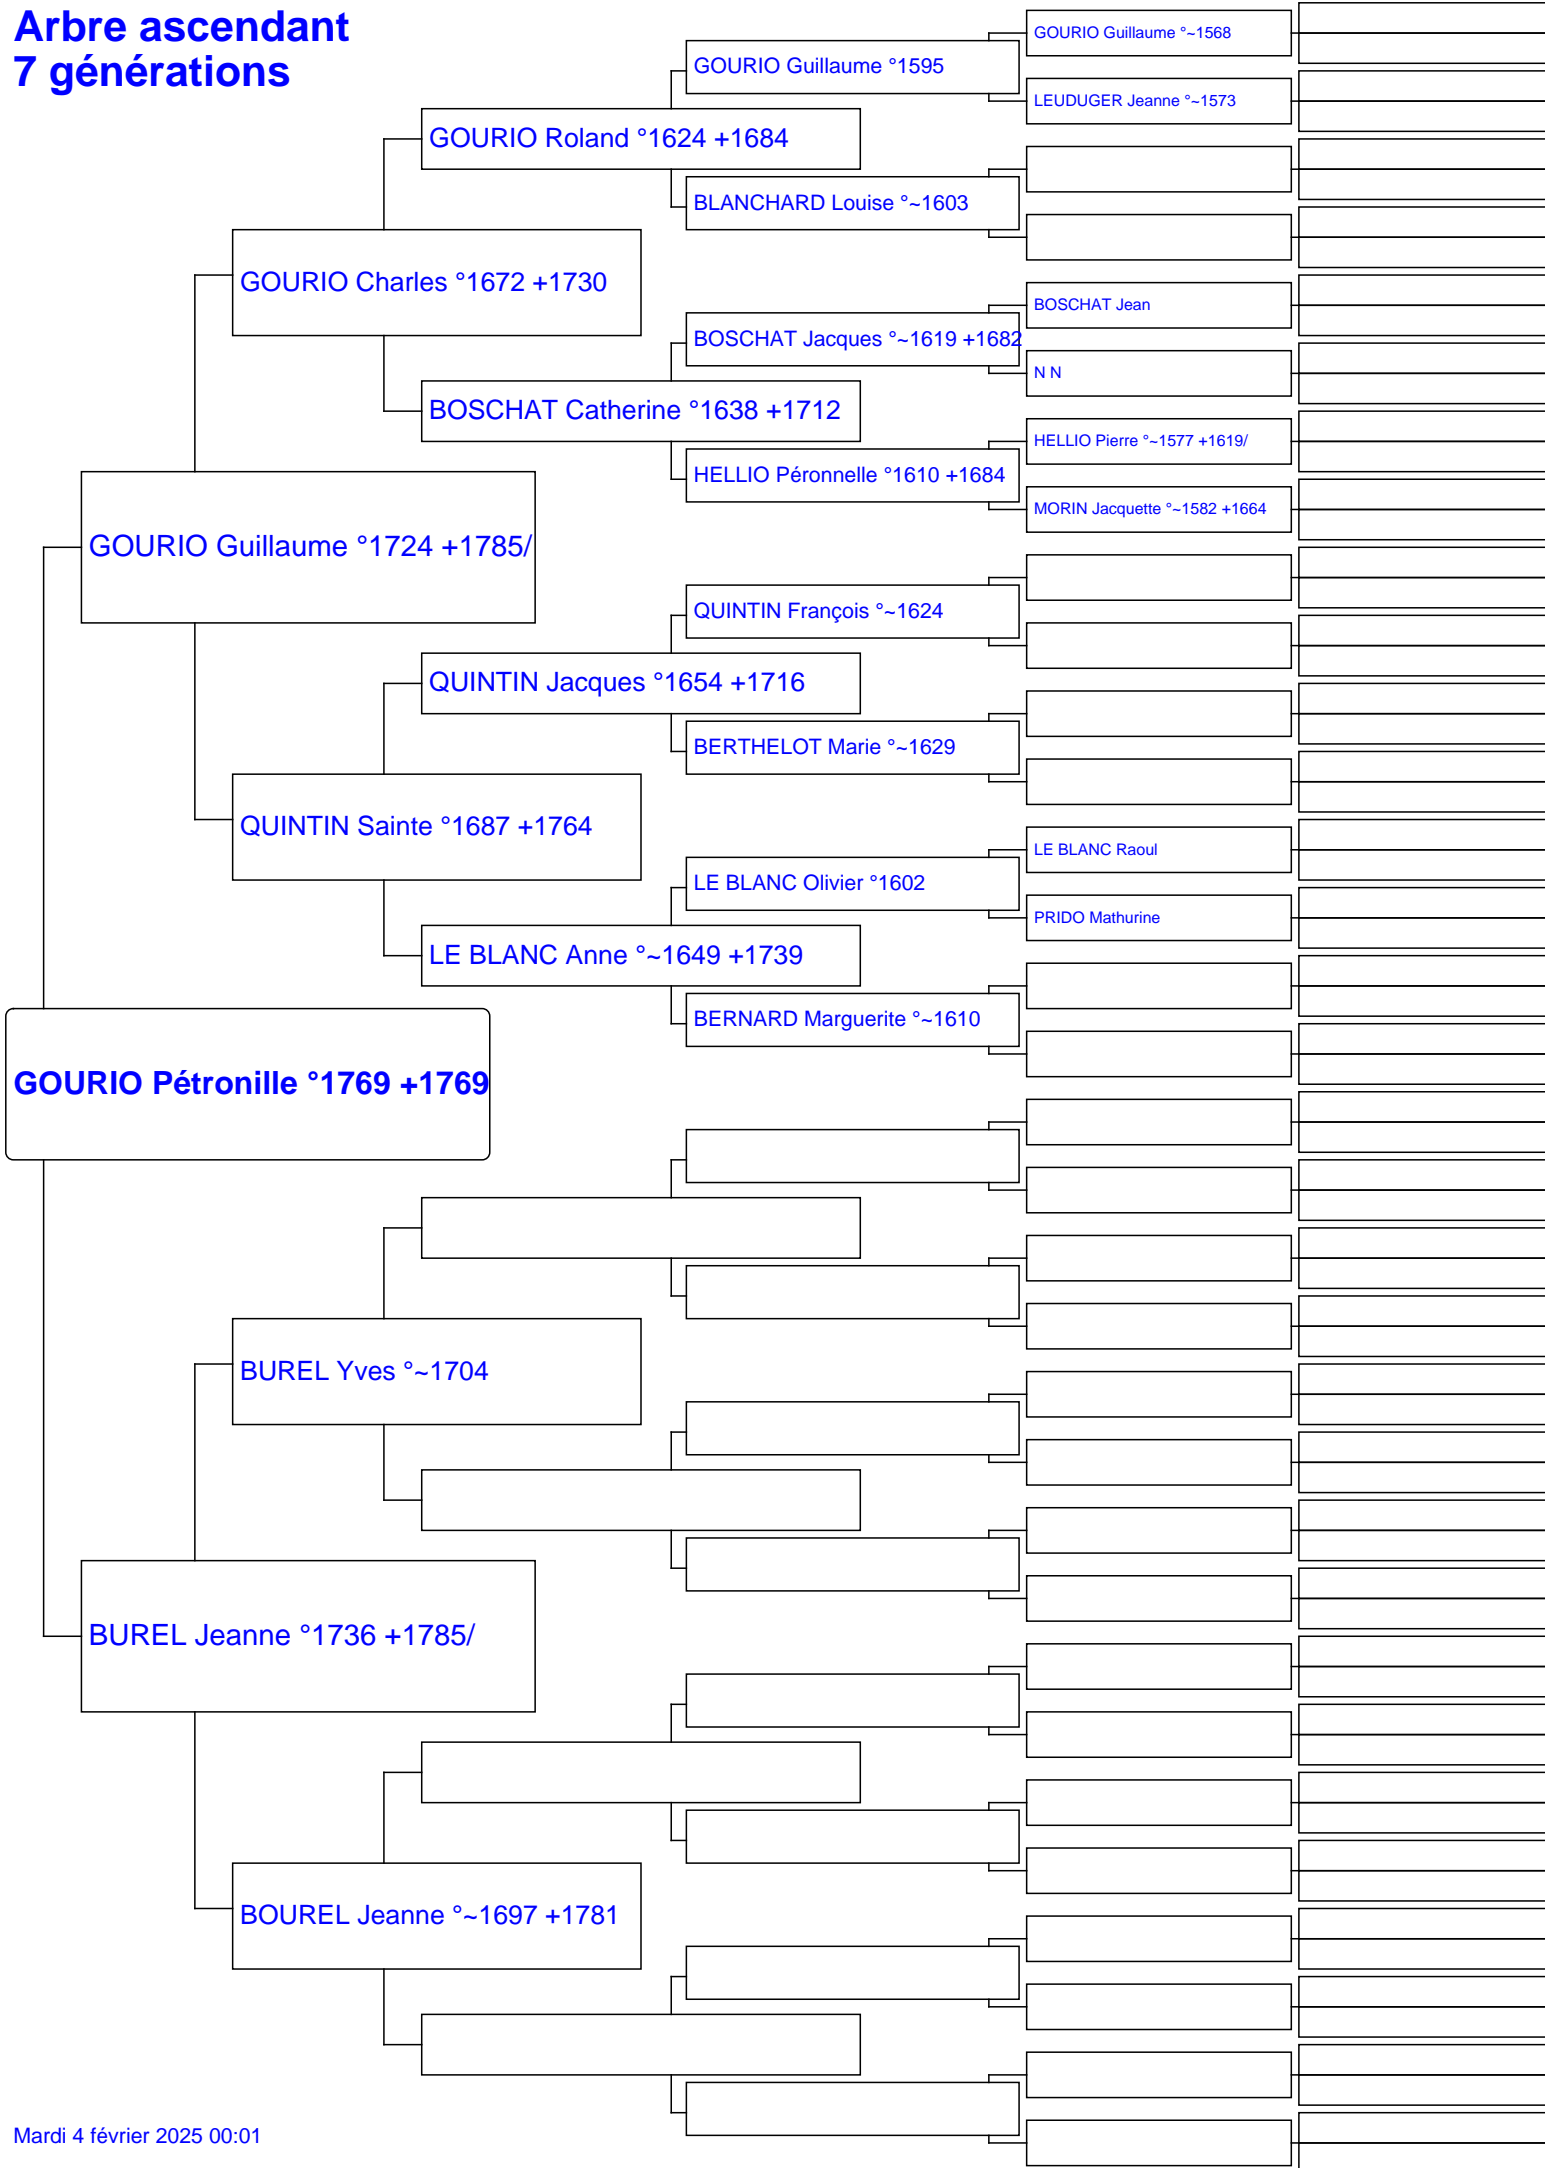 Arbre ascendant
7 générations
GOURIO Guillaume °~1568
GOURIO Guillaume °1595
LEUDUGER Jeanne °~1573
GOURIO Roland °1624 +1684
BLANCHARD Louise °~1603
GOURIO Charles °1672 +1730
BOSCHAT Jean
BOSCHAT Jacques °~1619 +1682
N N
BOSCHAT Catherine °1638 +1712
HELLIO Pierre °~1577 +1619/
HELLIO Péronnelle °1610 +1684
MORIN Jacquette °~1582 +1664
GOURIO Guillaume °1724 +1785/
QUINTIN François °~1624
QUINTIN Jacques °1654 +1716
BERTHELOT Marie °~1629
QUINTIN Sainte °1687 +1764
LE BLANC Raoul
LE BLANC Olivier °1602
PRIDO Mathurine
LE BLANC Anne °~1649 +1739
BERNARD Marguerite °~1610
GOURIO Pétronille °1769 +1769
BUREL Yves °~1704
BUREL Jeanne °1736 +1785/
BOUREL Jeanne °~1697 +1781
Mardi 4 février 2025 00:01